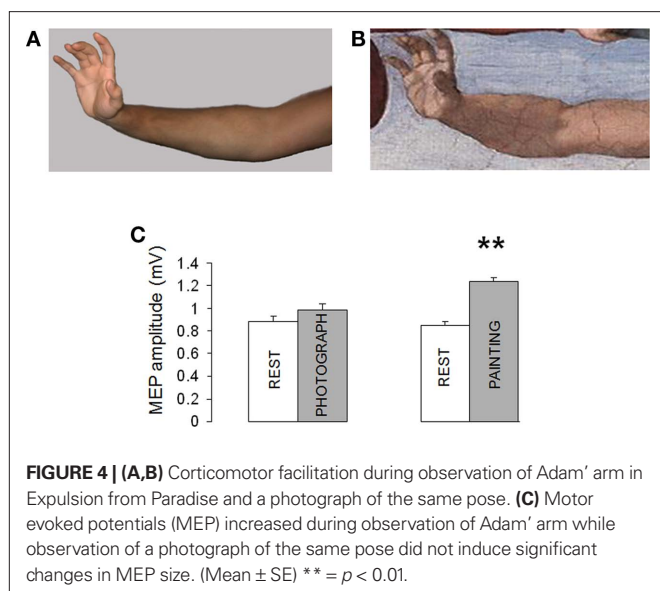 A
B
C
**
MEP amplitude (mV)
1.4
1.2
1
0.8
0.6
0.4
0.2
0
REST
PHOTOGRAPH
REST
PAINTING
FIGURE 4 | (A,B) Corticomotor facilitation during observation of Adam’ arm in
Expulsion from Paradise and a photograph of the same pose. (C) Motor
evoked potentials (MEP) increased during observation of Adam’ arm while
observation of a photograph of the same pose did not induce significant
changes in MEP size. (Mean ± SE) ** = p < 0.01.